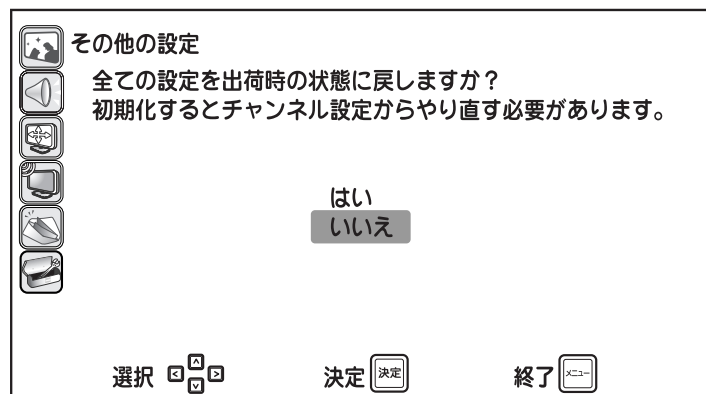 その他の設定
全ての設定を出荷時の状態に戻しますか？
初期化するとチャンネル設定からやり直す必要があります。
はい
いいえ
選択 決定 決定 終了 メニュー